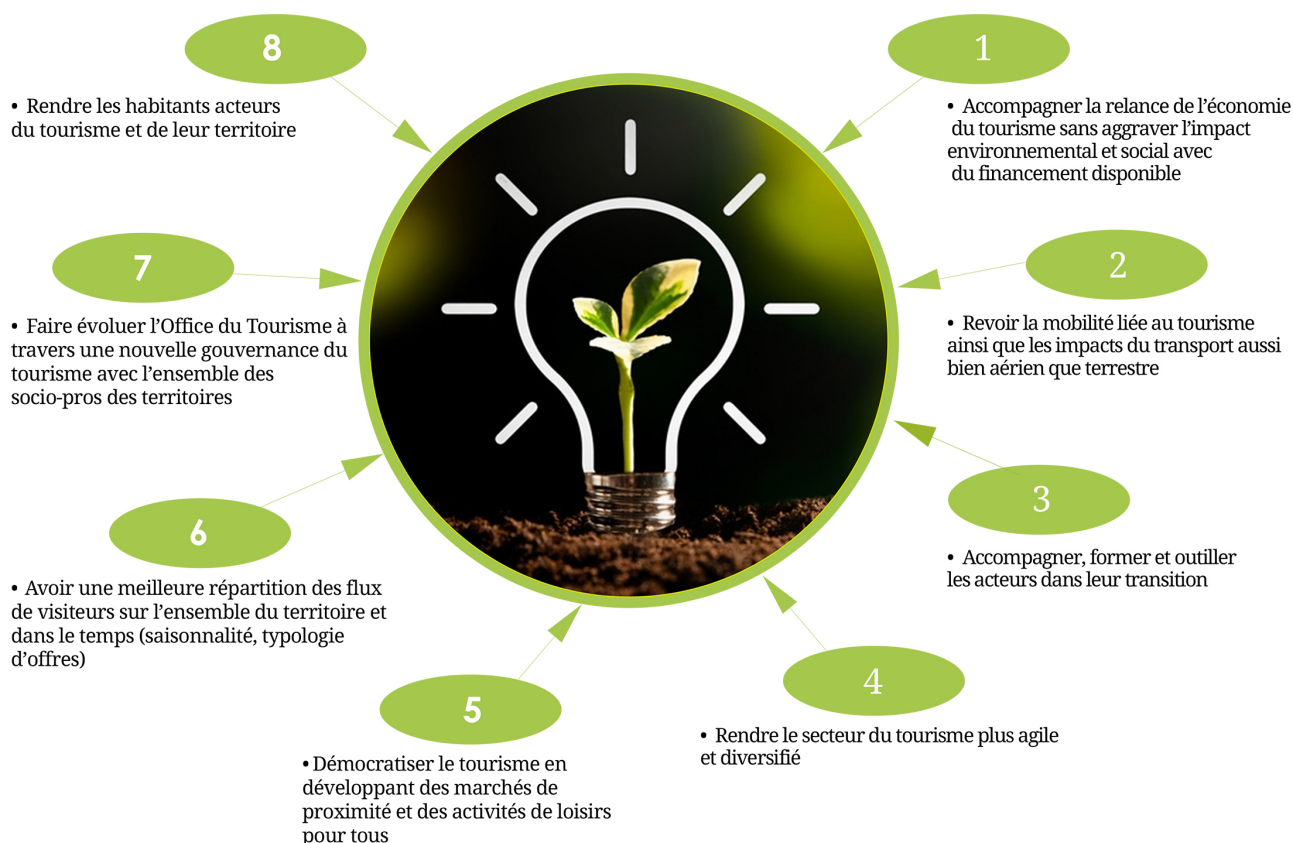 1
• Accompagner la relance de l’économie
du tourisme sans aggraver l’impact
environnemental et social avec
du financement disponible
2
• Revoir la mobilité liée au tourisme
ainsi que les impacts du transport aussi
bien aérien que terrestre
3
• Accompagner, former et outiller
les acteurs dans leur transition
4
• Rendre le secteur du tourisme plus agile
et diversifié
5
• Démocratiser le tourisme en
développant des marchés de
proximité et des activités de loisirs
pour tous
6
• Avoir une meilleure répartition des flux
de visiteurs sur l’ensemble du territoire et
dans le temps (saisonnalité, typologie
d’offres)
7
• Faire évoluer l’Office du Tourisme à
travers une nouvelle gouvernance du
tourisme avec l’ensemble des
socio-pros des territoires
8
• Rendre les habitants acteurs
du tourisme et de leur territoire